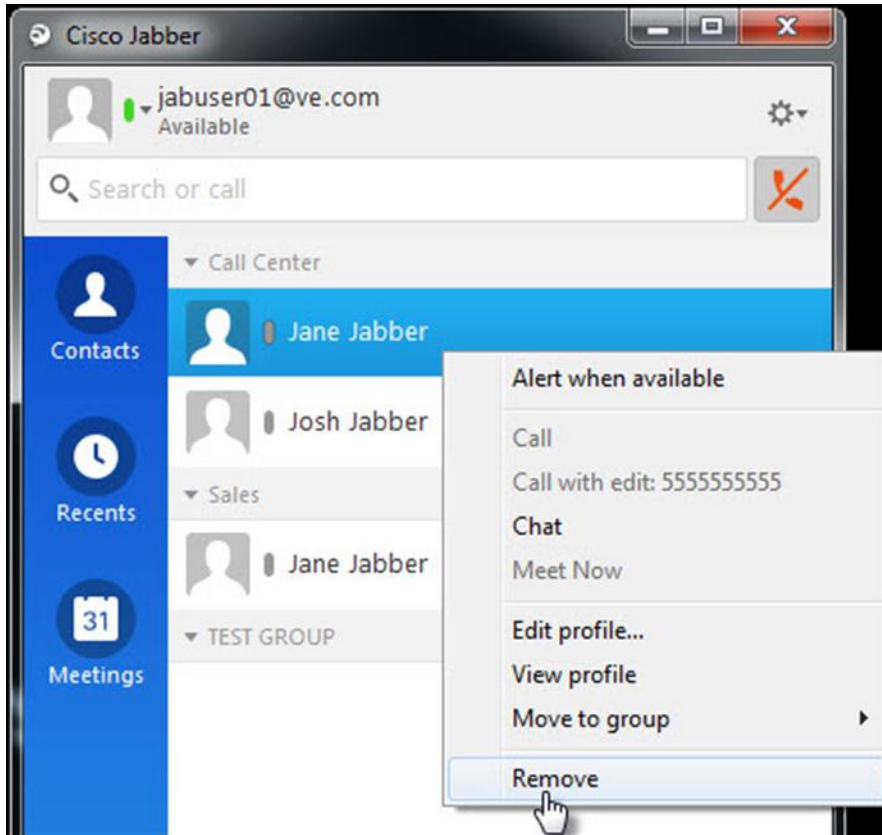 Cisco Jabber
jabuser01@ve.com
Available
Search or call
Call Center
Contacts
Jane Jabber
Josh Jabber
Recents
Sales
Jane Jabber
31
Meetings
TEST GROUP
Alert when available
Call
Call with edit: 5555555555
Chat
Meet Now
Edit profile...
View profile
Move to group
Remove